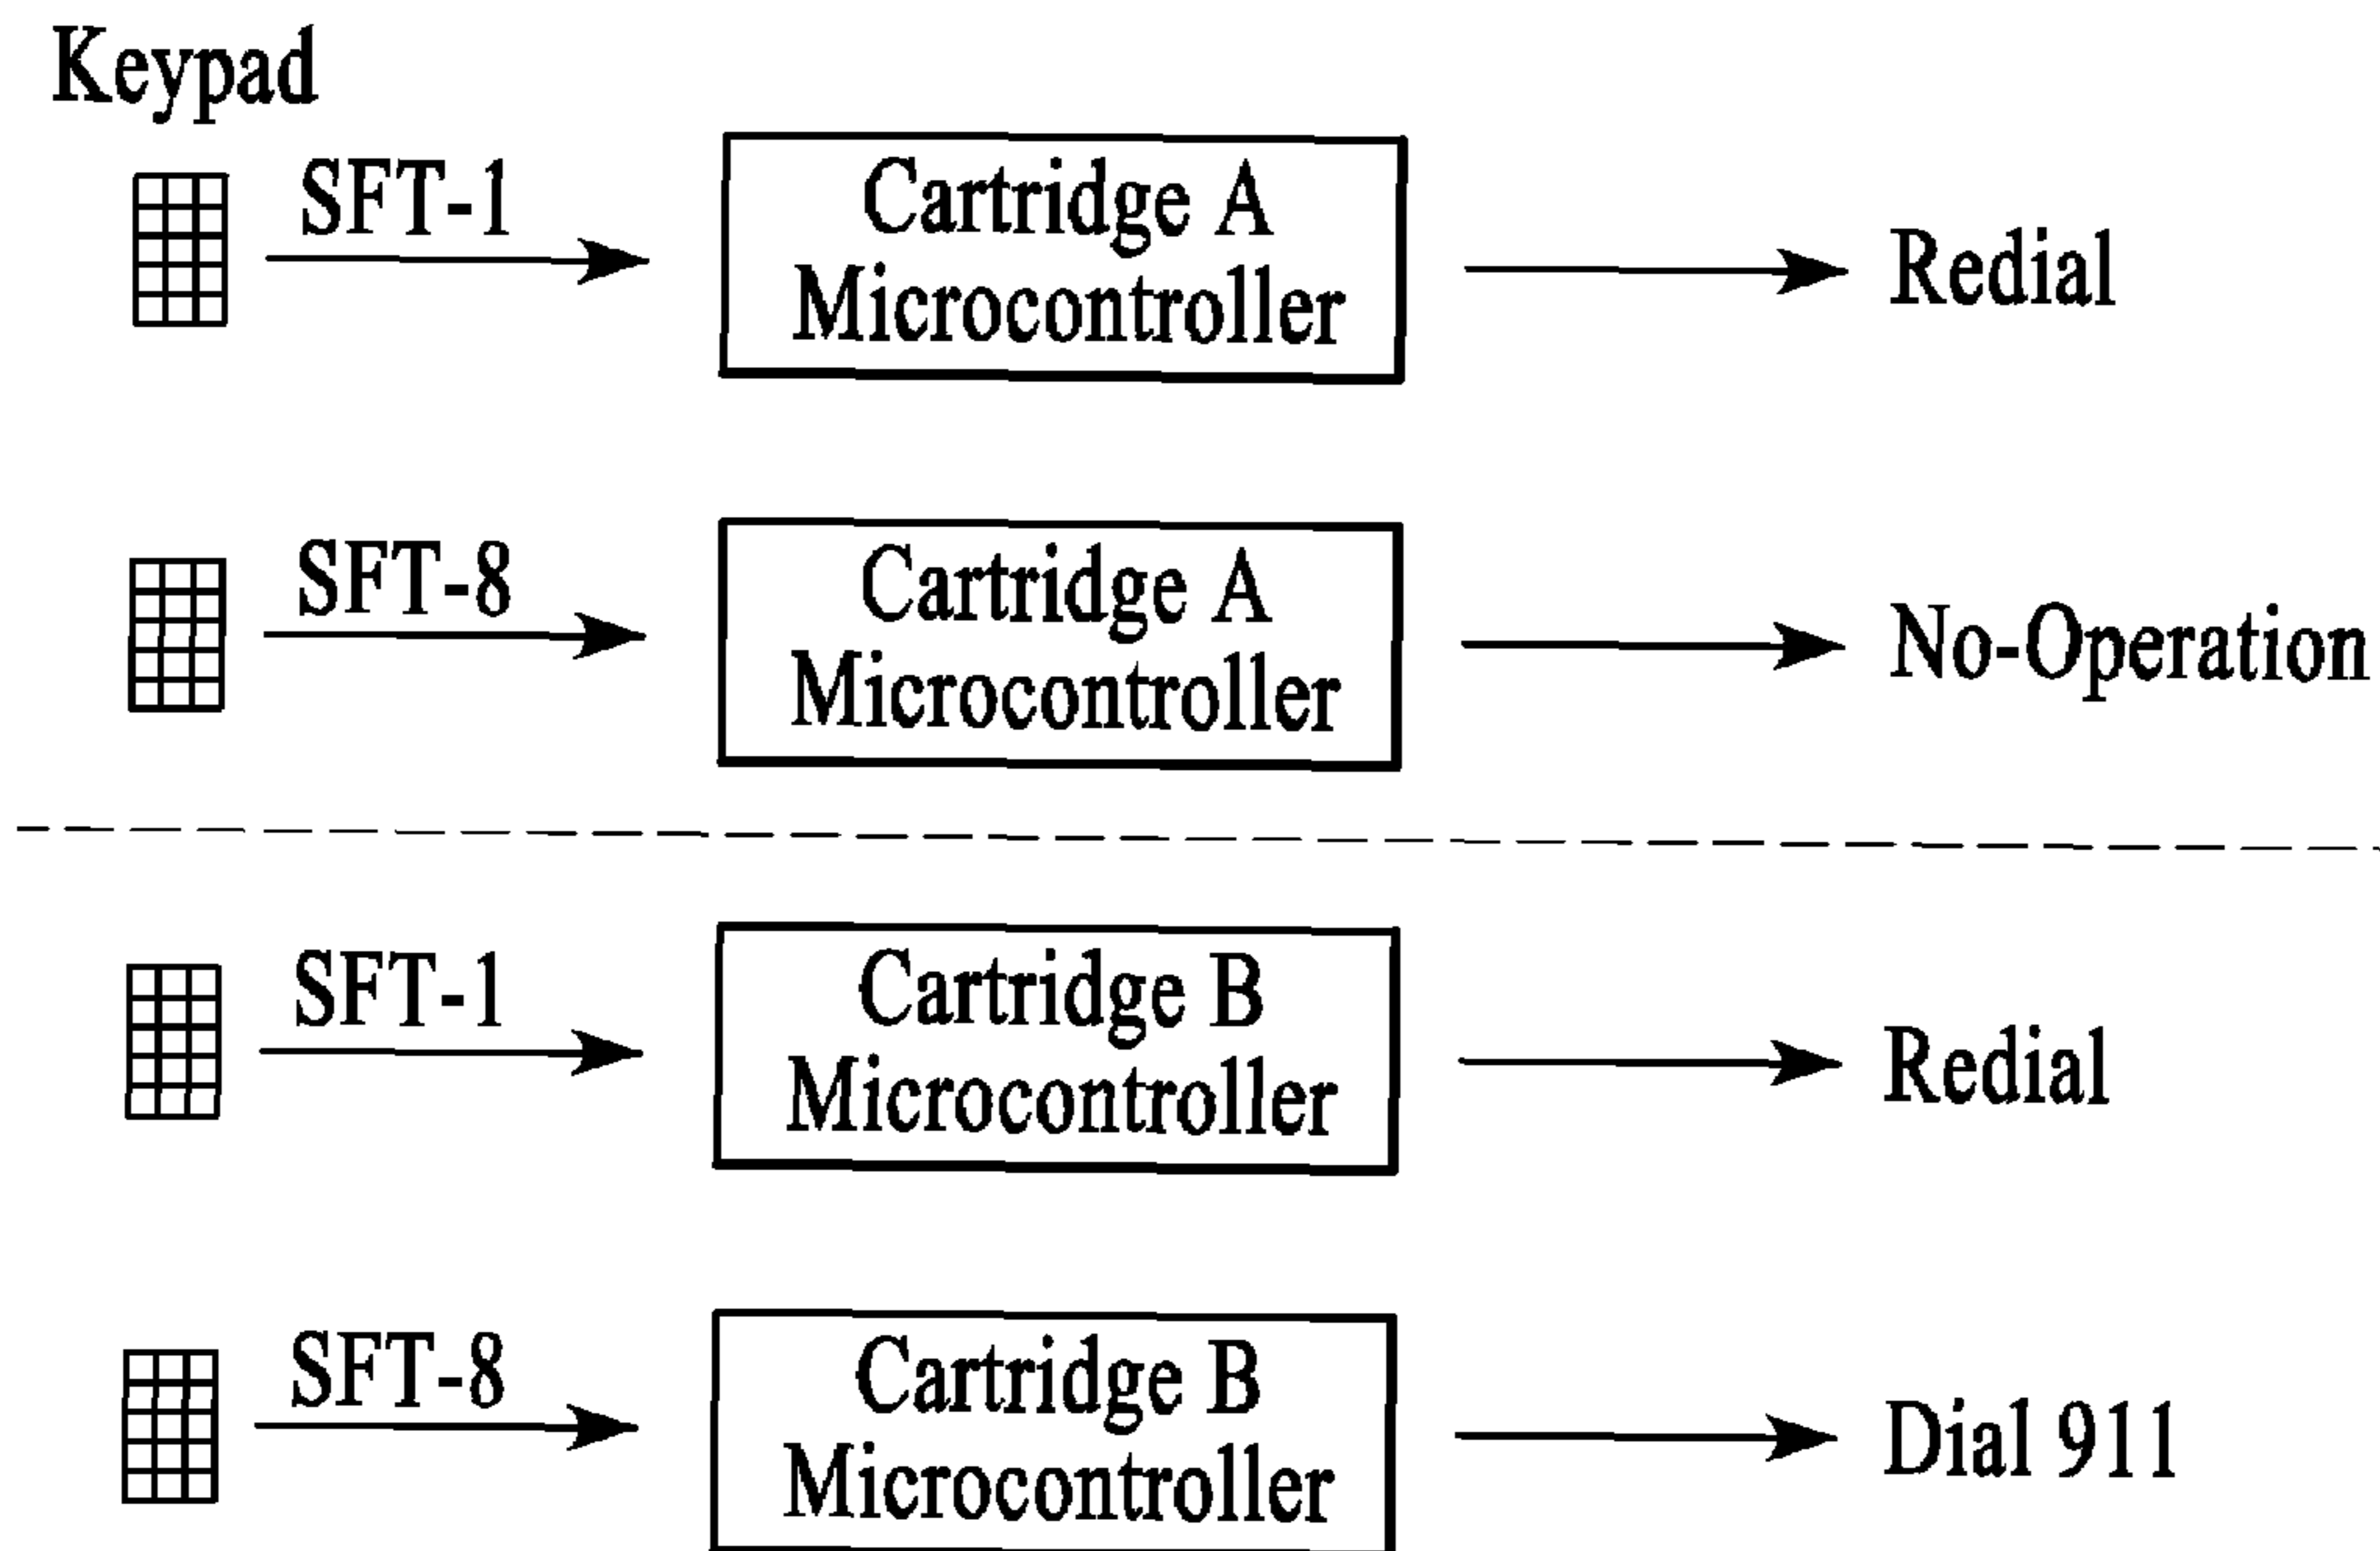 Keypad
SFT-1
Cartridge A
Microcontroller
Redial
SFT-8
Cartridge A
Microcontroller
No-Operation
SFT-1
Cartridge B
Microcontroller
Redial
SFT-8
Cartridge B
Microcontroller
Dial 911